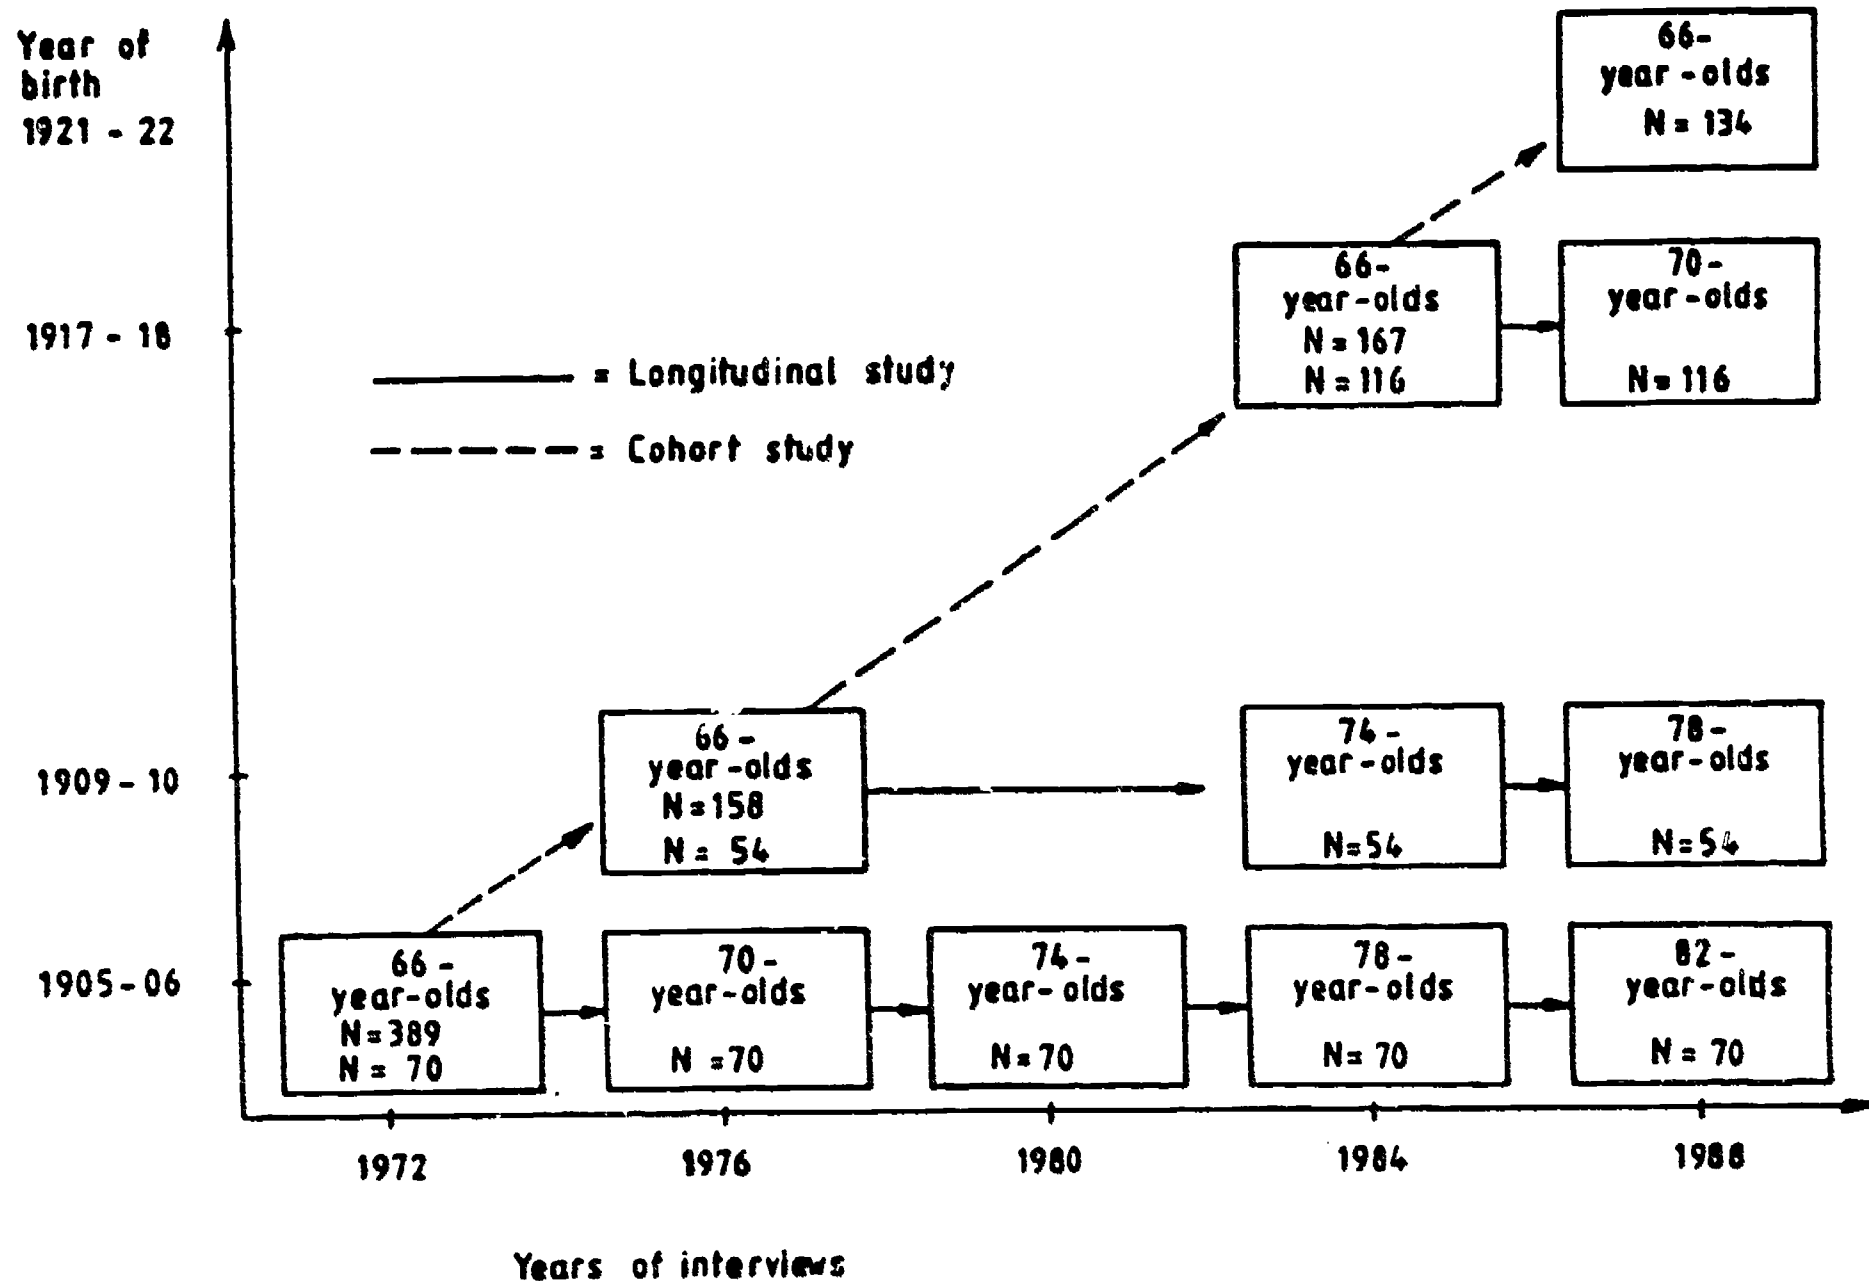 Year of
birth
1921 - 22
66-
year-olds
N = 134
1917 - 18
66-
year-olds
N = 167
N = 116
70-
year-olds
N = 116
= Longitudinal study
= Cohort study
1909 - 10
66-
year-olds
N = 158
N = 54
74-
year-olds
N = 54
78-
year-olds
N = 54
1905 - 06
66-
year-olds
N = 389
N = 70
70-
year-olds
N = 70
74-
year-olds
N = 70
78-
year-olds
N = 70
82-
year-olds
N = 70
1972
1976
1980
1984
1988
Years of interviews